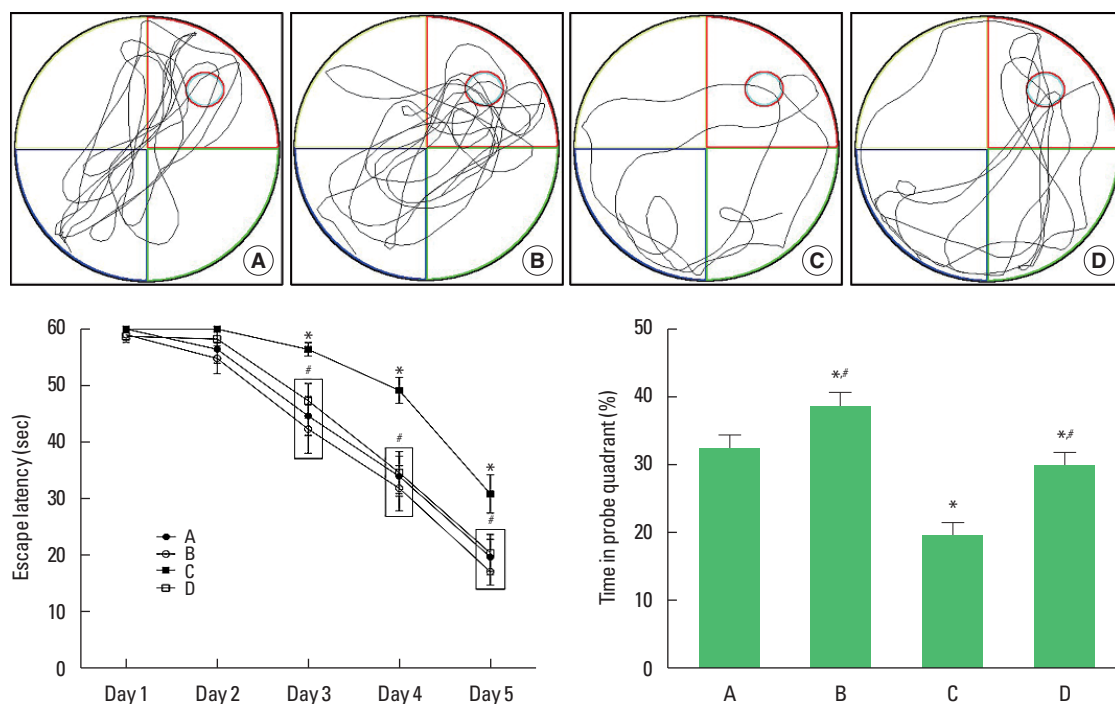 A B C D
Escape latency (sec)
60
50
40
30
20
10
0
*
#
*
#
*
#
A
B
C
D
Day 1 Day 2 Day 3 Day 4 Day 5
Time in probe quadrant (%)
50
40
30
20
10
0
*,#
*
*,#
A B C D